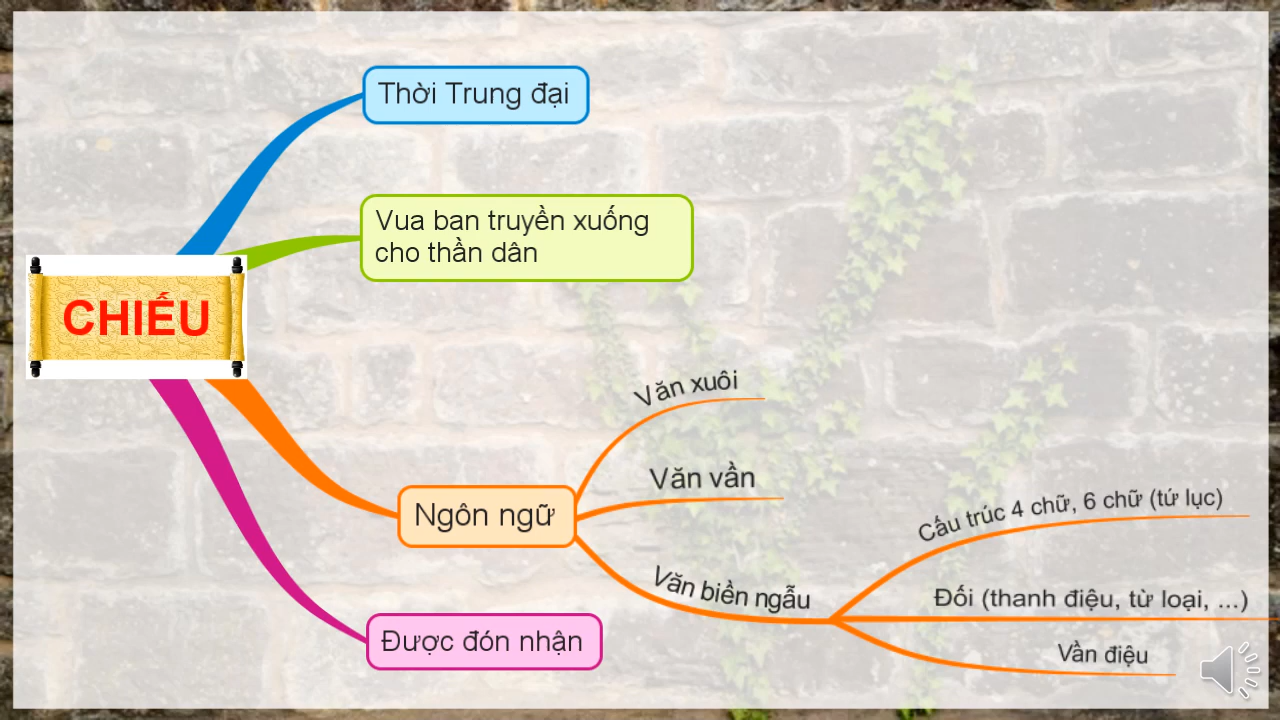 Thời Trung đại
Vua ban truyền xuống
cho thần dân
CHIẾU
Văn xuôi
Văn vần
Ngôn ngữ
Cấu trúc 4 chữ, 6 chữ (tứ lục)
Văn biền ngẫu
Đối (thanh điệu, từ loại, ...)
Vần điệu
Được đón nhận